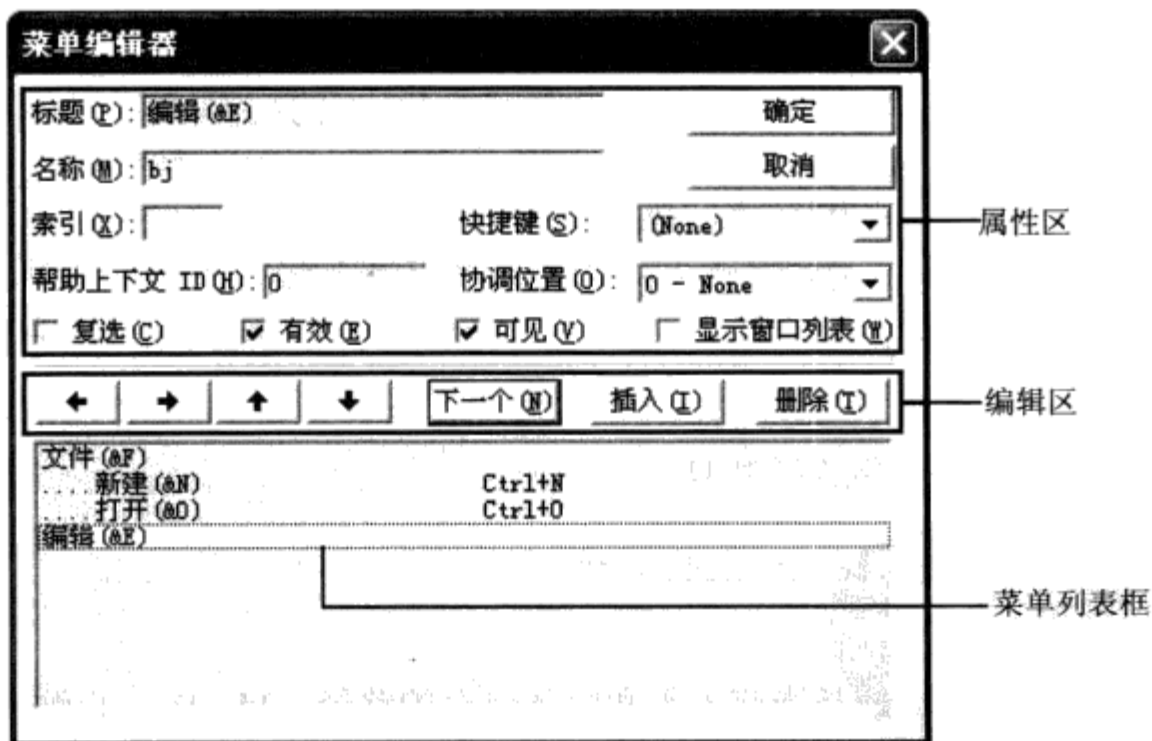 菜单编辑器
标题(P): 编辑(&E)
确定
名称(M): bj
取消
索引(X):
快捷键(S): (None)
属性区
帮助上下文 ID(H): 0
协调位置(O): 0 - None
复选(C) 有效(E) 可见(V) 显示窗口列表(W)
下一个(N) 插入(I) 删除(T)
编辑区
文件(&F)
....新建(&N) Ctrl+N
....打开(&O) Ctrl+O
编辑(&E)
菜单列表框